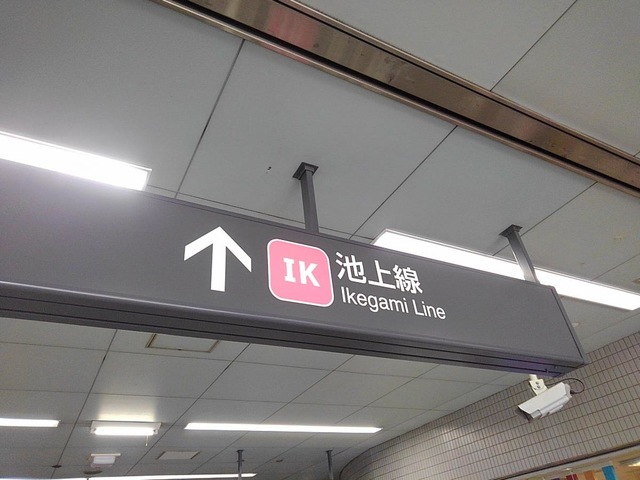 IK
池上線
Ikegami Line